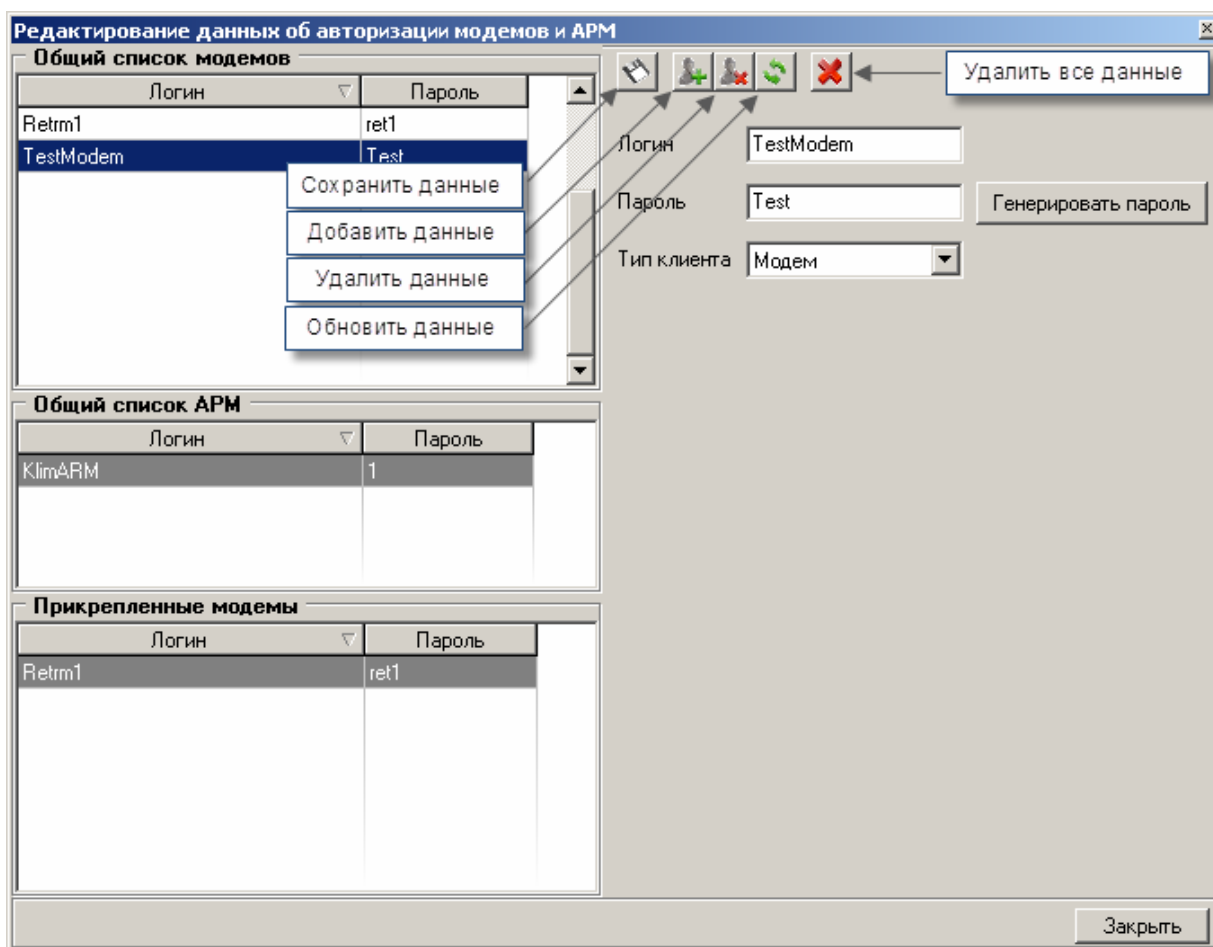 Редактирование данных об авторизации модемов и АРМ
Общий список модемов
Логин Пароль
Retrm1 ret1
TestModem Test
Сохранить данные
Добавить данные
Удалить данные
Обновить данные
Удалить все данные
Логин TestModem
Пароль Test Генерировать пароль
Тип клиента Модем
Общий список АРМ
Логин Пароль
KlimARM 1
Прикрепленные модемы
Логин Пароль
Retrm1 ret1
Закрыть